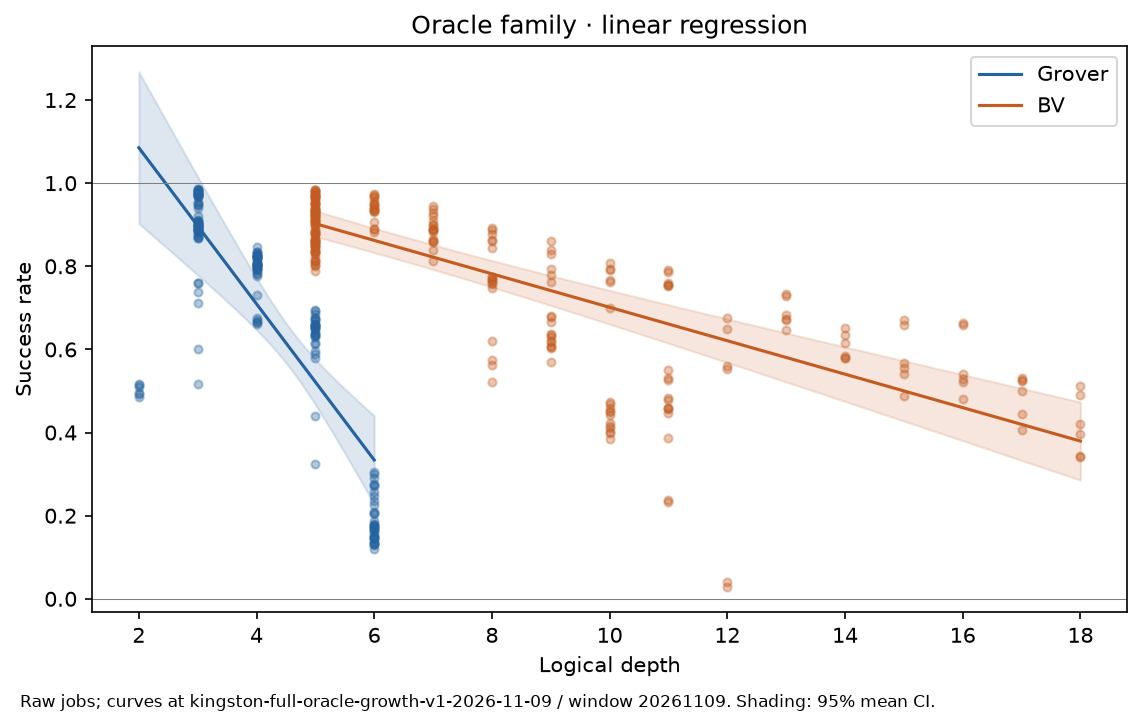 Oracle family · linear regression
Grover
BV
Success rate
1.2
1.0
0.8
0.6
0.4
0.2
0.0
2 4 6 8 10 12 14 16 18
Logical depth
Raw jobs; curves at kingston-full-oracle-growth-v1-2026-11-09 / window 20261109. Shading: 95% mean CI.